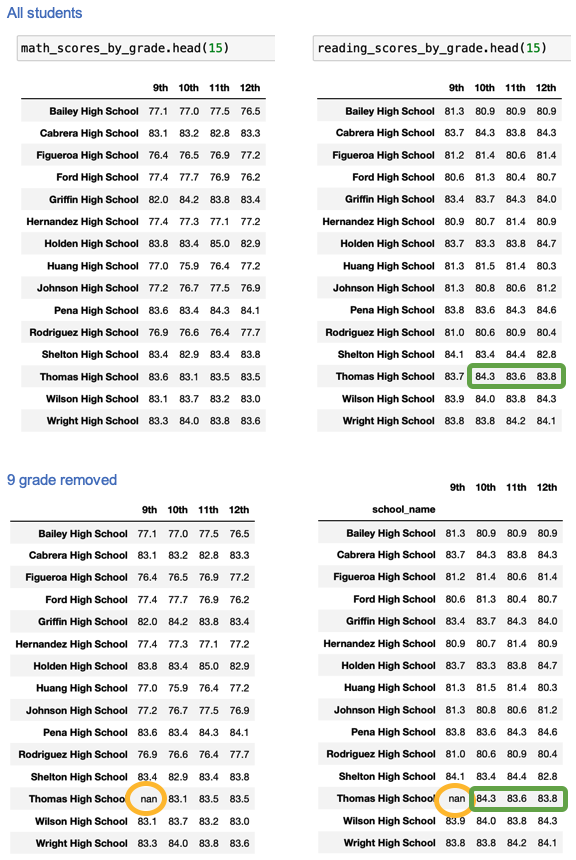 All students
math_scores_by_grade.head(15)
9th 10th 11th 12th
Bailey High School 77.1 77.0 77.5 76.5
Cabrera High School 83.1 83.2 82.8 83.3
Figueroa High School 76.4 76.5 76.9 77.2
Ford High School 77.4 77.7 76.9 76.2
Griffin High School 82.0 84.2 83.8 83.4
Hernandez High School 77.4 77.3 77.1 77.2
Holden High School 83.8 83.4 85.0 82.9
Huang High School 77.0 75.9 76.4 77.2
Johnson High School 77.2 76.7 77.5 76.9
Pena High School 83.6 83.4 84.3 84.1
Rodriguez High School 76.9 76.6 76.4 77.7
Shelton High School 83.4 82.9 83.4 83.8
Thomas High School 83.6 83.1 83.5 83.5
Wilson High School 83.1 83.7 83.2 83.0
Wright High School 83.3 84.0 83.8 83.6
reading_scores_by_grade.head(15)
9th 10th 11th 12th
Bailey High School 81.3 80.9 80.9 80.9
Cabrera High School 83.7 84.3 83.8 84.3
Figueroa High School 81.2 81.4 80.6 81.4
Ford High School 80.6 81.3 80.4 80.7
Griffin High School 83.4 83.7 84.3 84.0
Hernandez High School 80.9 80.7 81.4 80.9
Holden High School 83.7 83.3 83.8 84.7
Huang High School 81.3 81.5 81.4 80.3
Johnson High School 81.3 80.8 80.6 81.2
Pena High School 83.8 83.6 84.3 84.6
Rodriguez High School 81.0 80.6 80.9 80.4
Shelton High School 84.1 83.4 84.4 82.8
Thomas High School 83.7 84.3 83.6 83.8
Wilson High School 83.9 84.0 83.8 84.3
Wright High School 83.8 83.8 84.2 84.1
9 grade removed
9th 10th 11th 12th
Bailey High School 77.1 77.0 77.5 76.5
Cabrera High School 83.1 83.2 82.8 83.3
Figueroa High School 76.4 76.5 76.9 77.2
Ford High School 77.4 77.7 76.9 76.2
Griffin High School 82.0 84.2 83.8 83.4
Hernandez High School 77.4 77.3 77.1 77.2
Holden High School 83.8 83.4 85.0 82.9
Huang High School 77.0 75.9 76.4 77.2
Johnson High School 77.2 76.7 77.5 76.9
Pena High School 83.6 83.4 84.3 84.1
Rodriguez High School 76.9 76.6 76.4 77.7
Shelton High School 83.4 82.9 83.4 83.8
Thomas High School nan 83.1 83.5 83.5
Wilson High School 83.1 83.7 83.2 83.0
Wright High School 83.3 84.0 83.8 83.6
9th 10th 11th 12th
school_name
Bailey High School 81.3 80.9 80.9 80.9
Cabrera High School 83.7 84.3 83.8 84.3
Figueroa High School 81.2 81.4 80.6 81.4
Ford High School 80.6 81.3 80.4 80.7
Griffin High School 83.4 83.7 84.3 84.0
Hernandez High School 80.9 80.7 81.4 80.9
Holden High School 83.7 83.3 83.8 84.7
Huang High School 81.3 81.5 81.4 80.3
Johnson High School 81.3 80.8 80.6 81.2
Pena High School 83.8 83.6 84.3 84.6
Rodriguez High School 81.0 80.6 80.9 80.4
Shelton High School 84.1 83.4 84.4 82.8
Thomas High School nan 84.3 83.6 83.8
Wilson High School 83.9 84.0 83.8 84.3
Wright High School 83.8 83.8 84.2 84.1